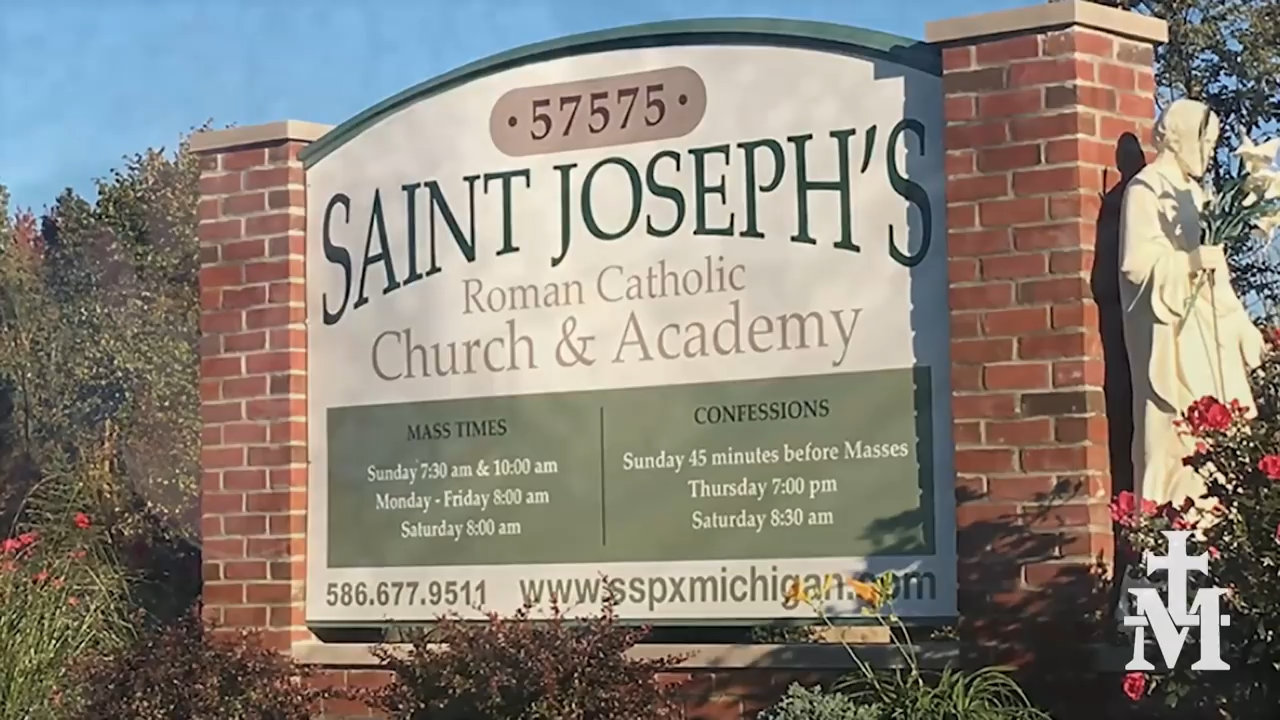 • 57575 •
SAINT JOSEPH'S
Roman Catholic
Church & Academy
MASS TIMES
Sunday 7:30 am & 10:00 am
Monday - Friday 8:00 am
Saturday 8:00 am
CONFESSIONS
Sunday 45 minutes before Masses
Thursday 7:00 pm
Saturday 8:30 am
586.677.9511 www.sspxmichigan.com